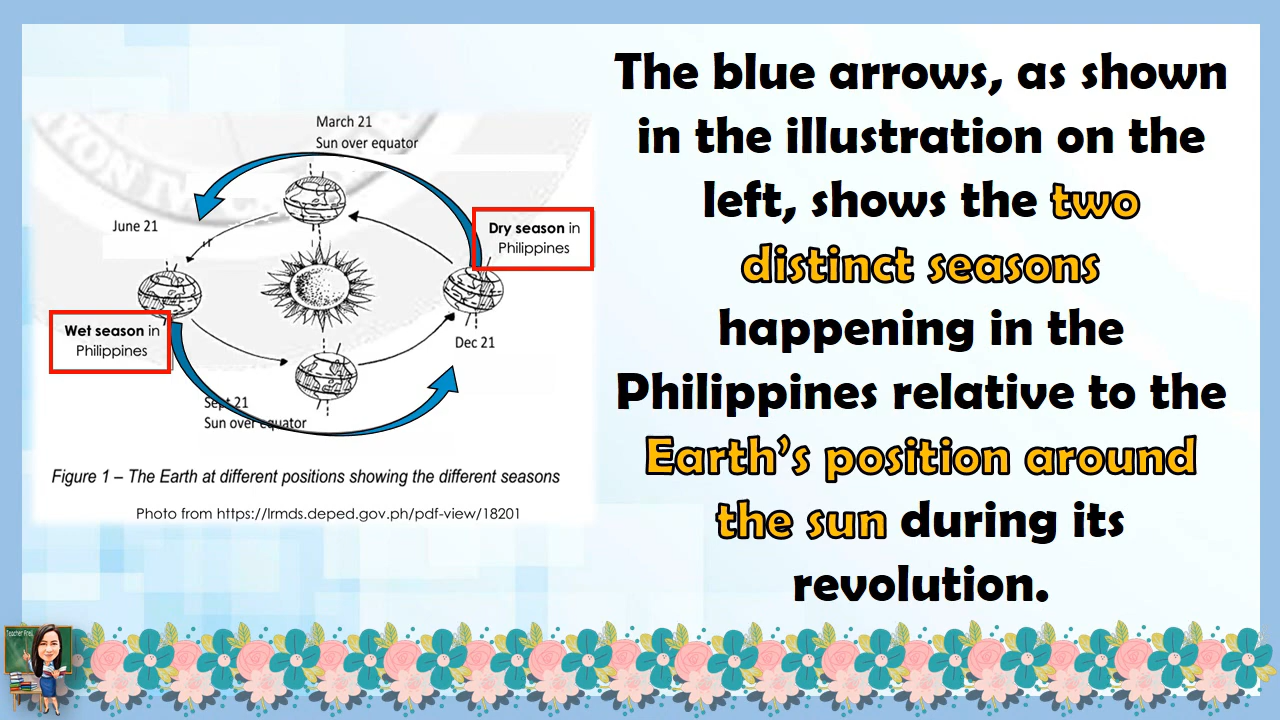 The blue arrows, as shown
in the illustration on the
left, shows the two
distinct seasons
happening in the
Philippines relative to the
Earth's position around
the sun during its
revolution.
March 21
Sun over equator
June 21
Dry season in
Philippines
Wet season in
Philippines
Dec 21
Sept 21
Sun over equator
Figure 1 – The Earth at different positions showing the different seasons
Photo from https://lrmds.deped.gov.ph/pdf-view/18201